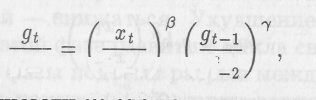 g_t = ( x_t )^β ( g_{t-1} / _{-2} )^γ ,